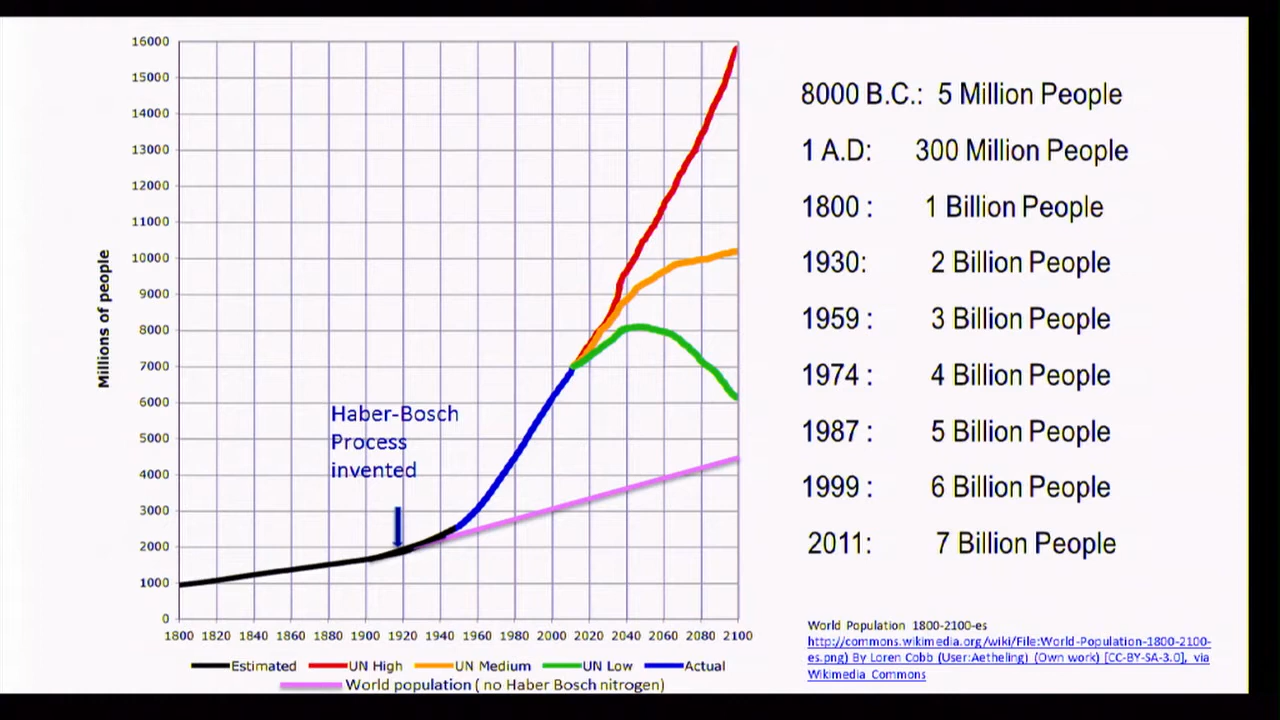 16000
15000
14000
13000
12000
11000
10000
9000
8000
7000
6000
5000
4000
3000
2000
1000
0
Millions of people
Haber-Bosch
Process
invented
1800 1820 1840 1860 1880 1900 1920 1940 1960 1980 2000 2020 2040 2060 2080 2100
Estimated UN High UN Medium UN Low Actual
World population ( no Haber Bosch nitrogen)
8000 B.C.: 5 Million People
1 A.D: 300 Million People
1800 : 1 Billion People
1930: 2 Billion People
1959 : 3 Billion People
1974 : 4 Billion People
1987 : 5 Billion People
1999 : 6 Billion People
2011: 7 Billion People
World Population 1800-2100-es
http://commons.wikimedia.org/wiki/File:World-Population-1800-2100-
es.png) By Loren Cobb (User:Aetheling) (Own work) [CC-BY-SA-3.0], via
Wikimedia Commons